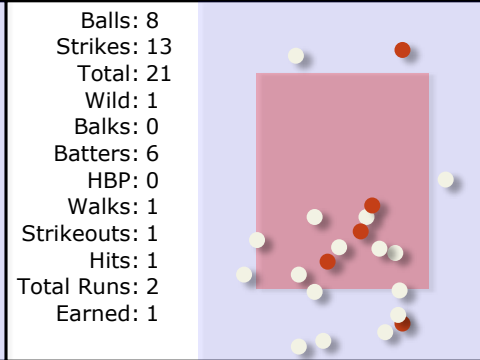 Balls: 8
Strikes: 13
Total: 21
Wild: 1
Balks: 0
Batters: 6
HBP: 0
Walks: 1
Strikeouts: 1
Hits: 1
Total Runs: 2
Earned: 1